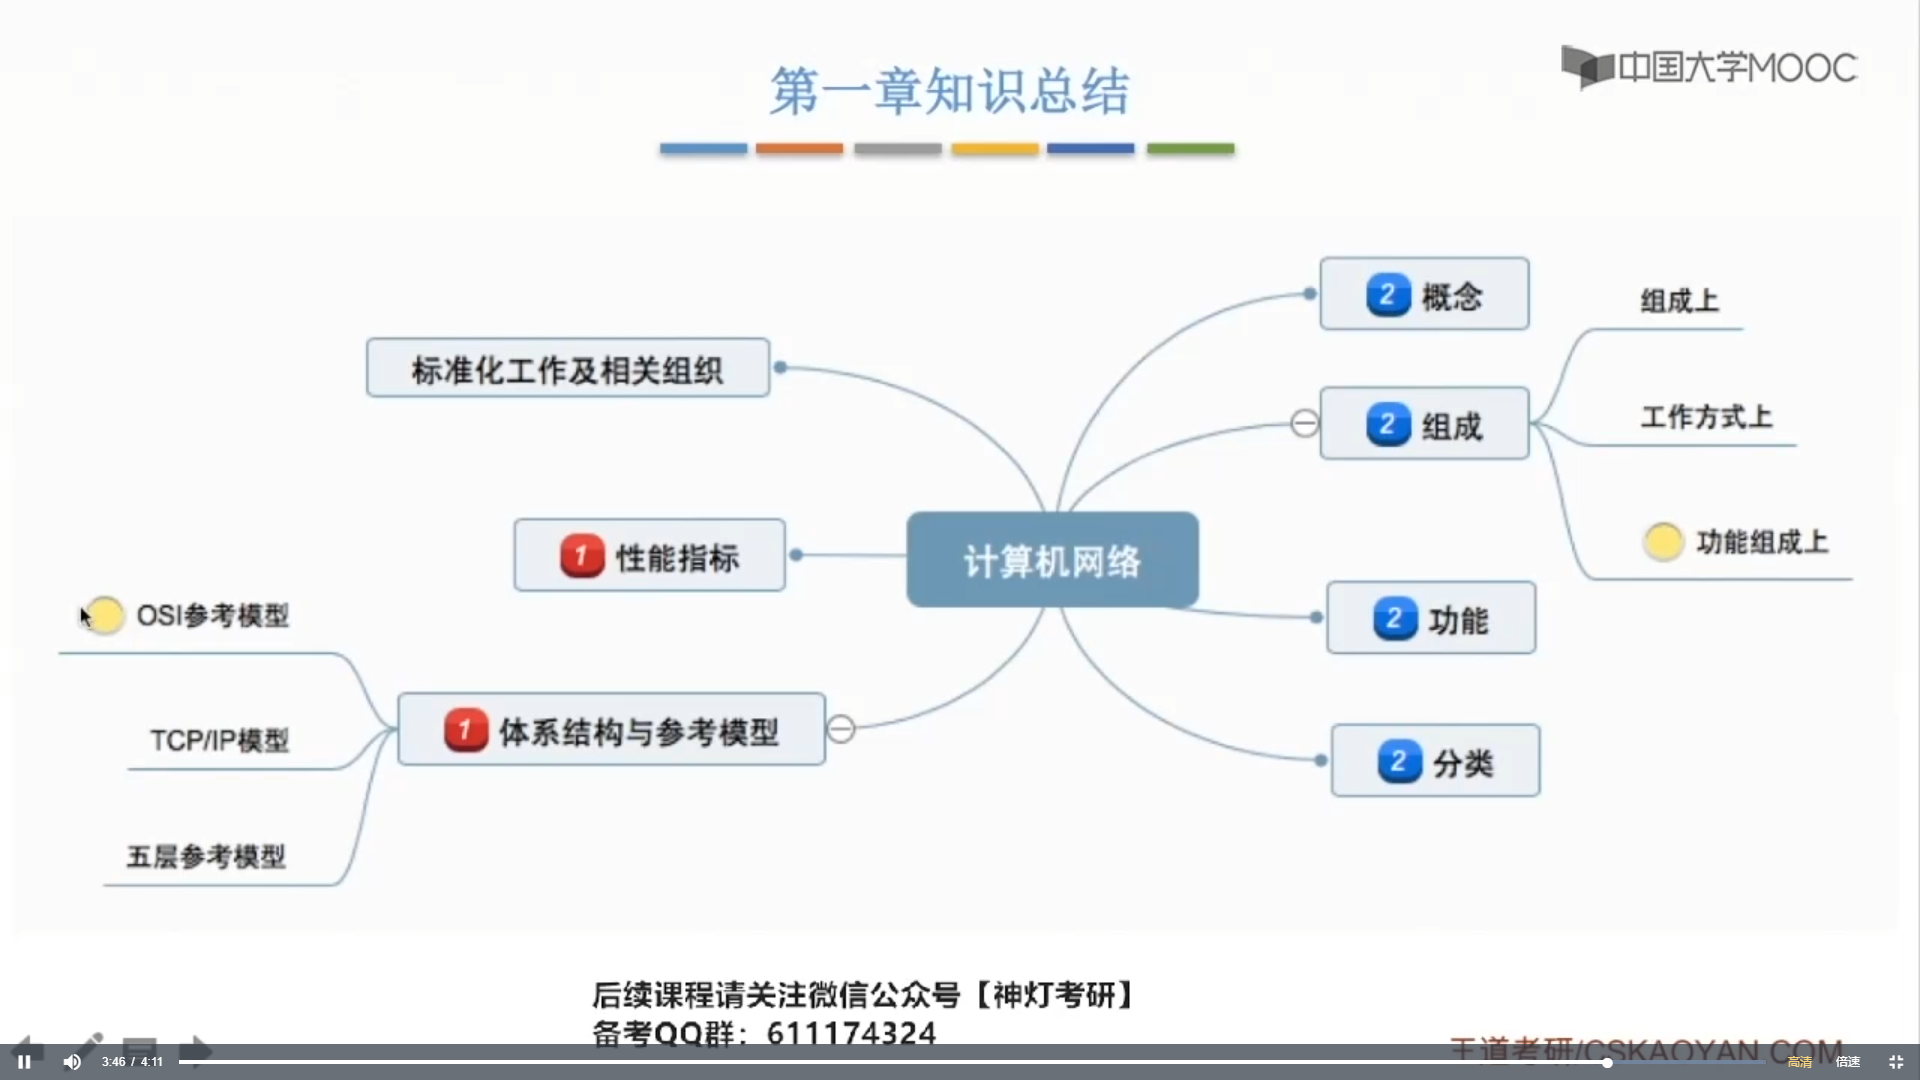 第一章知识总结
中国大学MOOC
2 概念
组成上
标准化工作及相关组织
2 组成
工作方式上
功能组成上
1 性能指标
计算机网络
OSI参考模型
2 功能
TCP/IP模型
1 体系结构与参考模型
2 分类
五层参考模型
后续课程请关注微信公众号【神灯考研】
备考QQ群：611174324
王道考研/CSKAOYAN.COM
3:46 / 4:11
高清
倍速